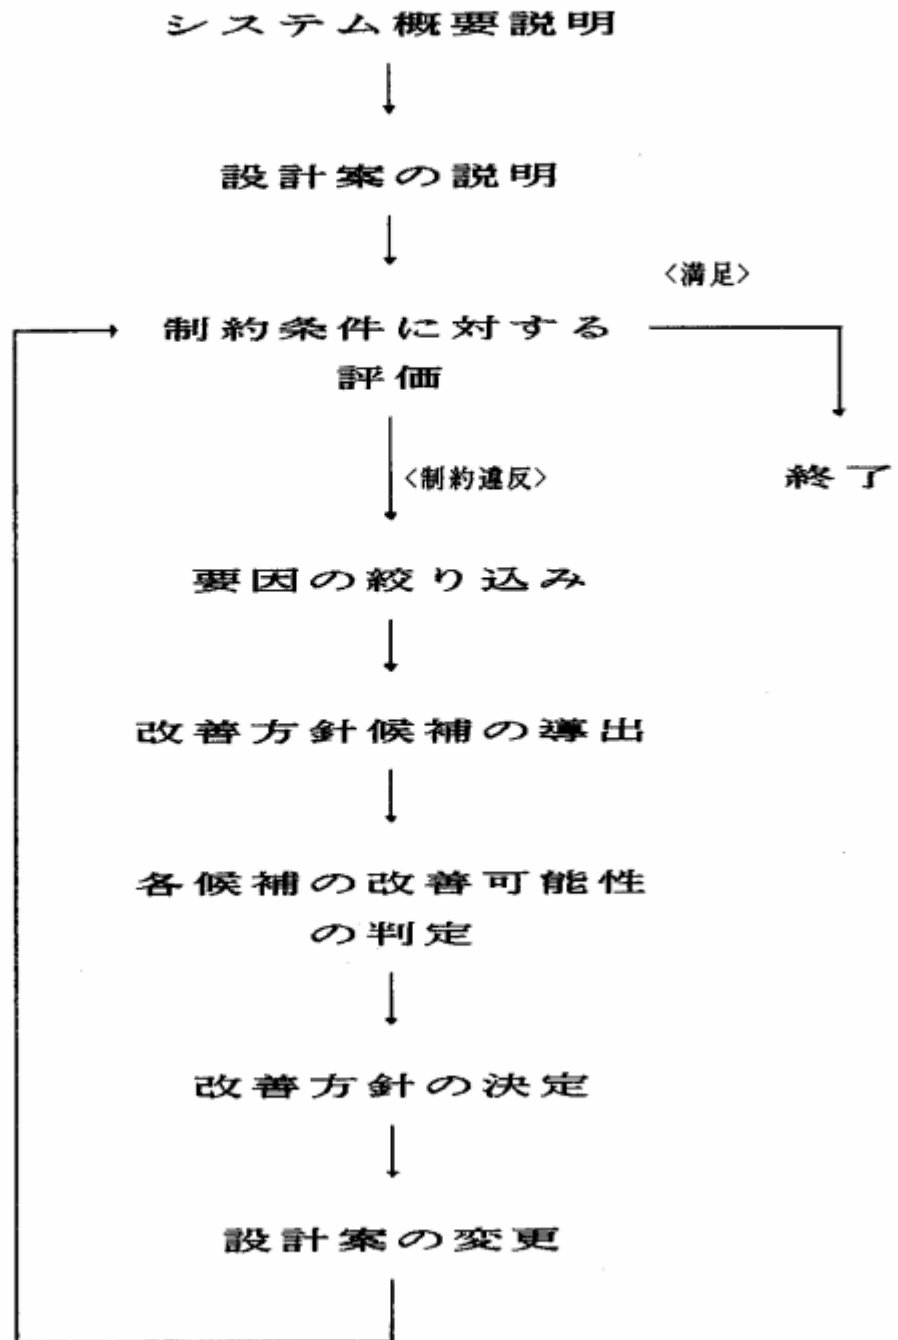 システム概要説明
設計案の説明
<満足>
制約条件に対する
評価
<制約違反>
終了
要因の絞り込み
改善方針候補の導出
各候補の改善可能性
の判定
改善方針の決定
設計案の変更